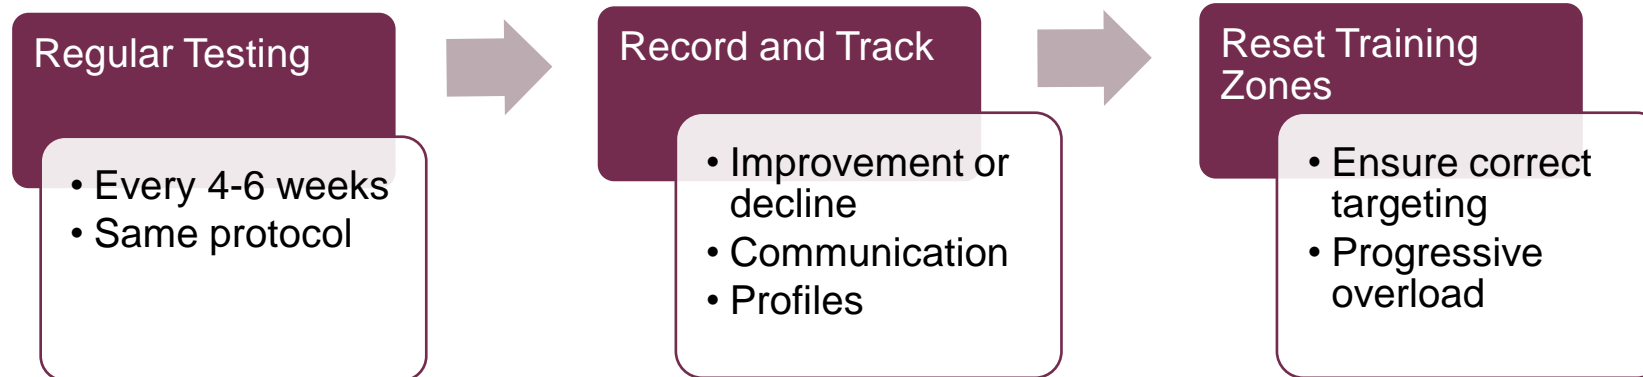 Regular Testing
• Every 4-6 weeks
• Same protocol
Record and Track
• Improvement or
decline
• Communication
• Profiles
Reset Training
Zones
• Ensure correct
targeting
• Progressive
overload